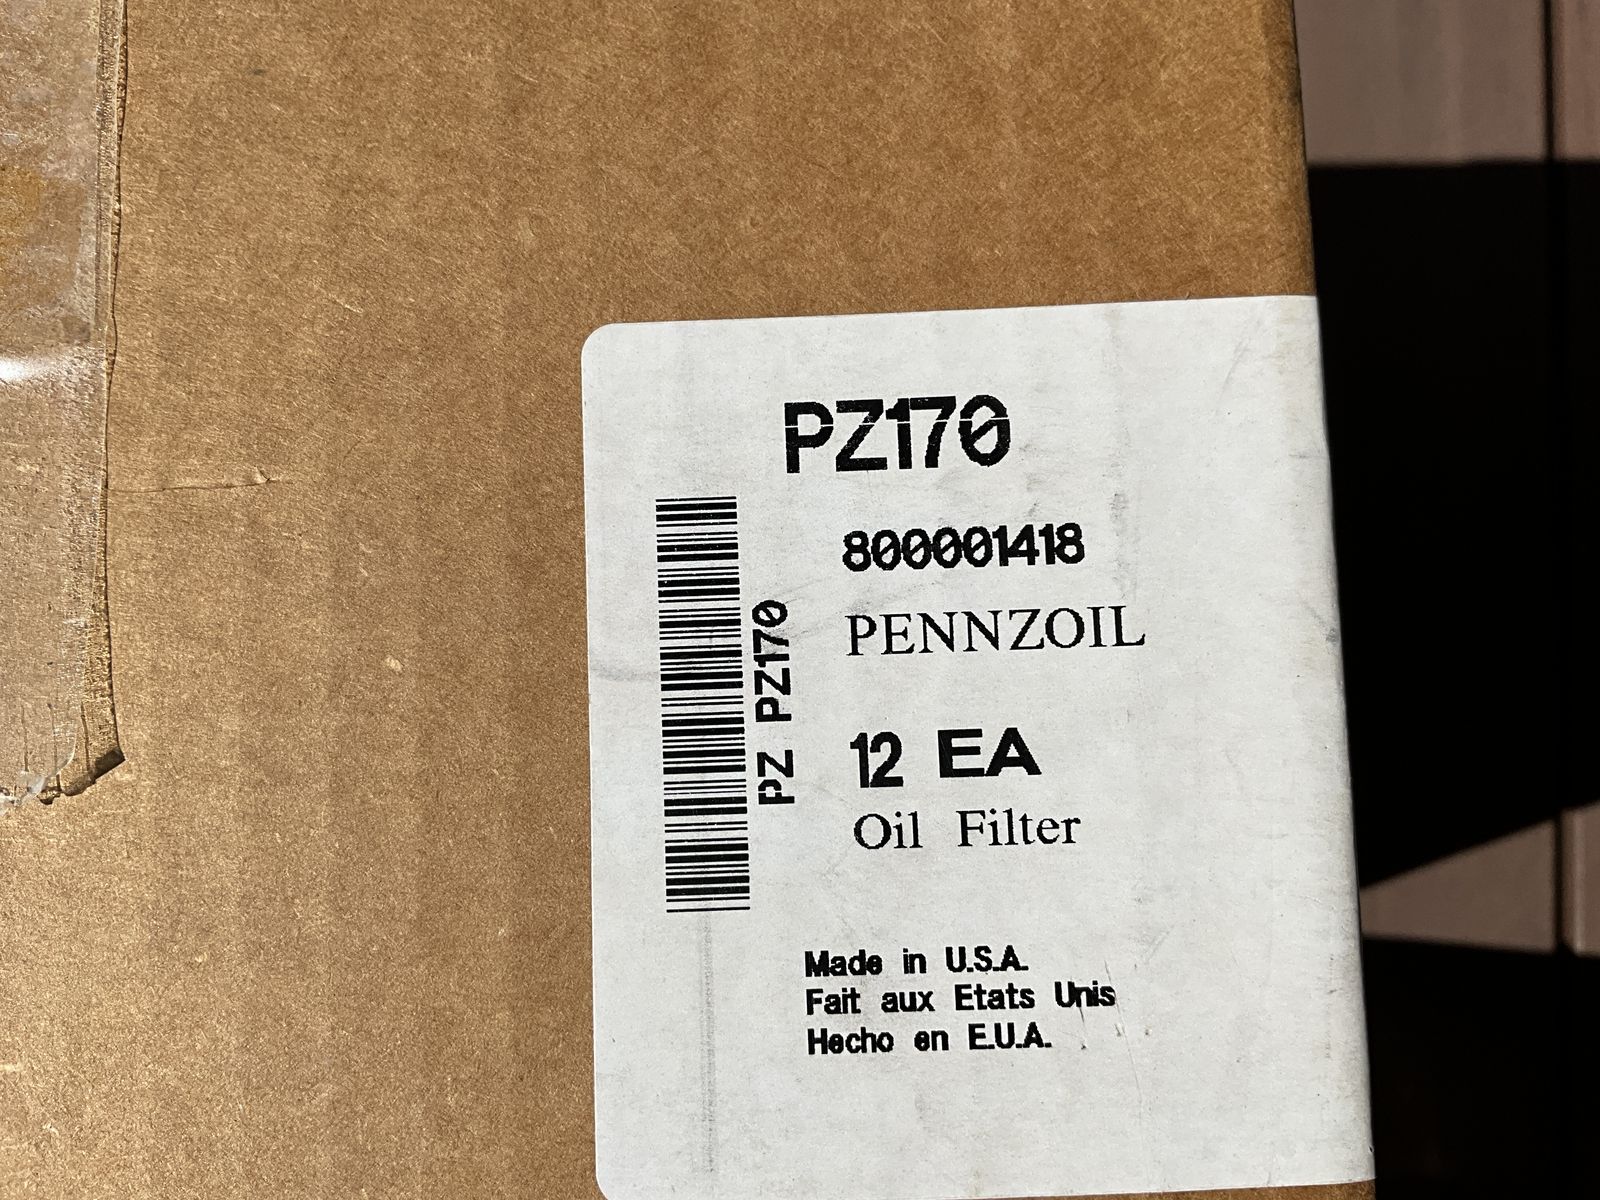 PZ170
800001418
PENNZOIL
PZ PZ170
12 EA
Oil Filter
Made in U.S.A.
Fait aux Etats Unis
Hecho en E.U.A.